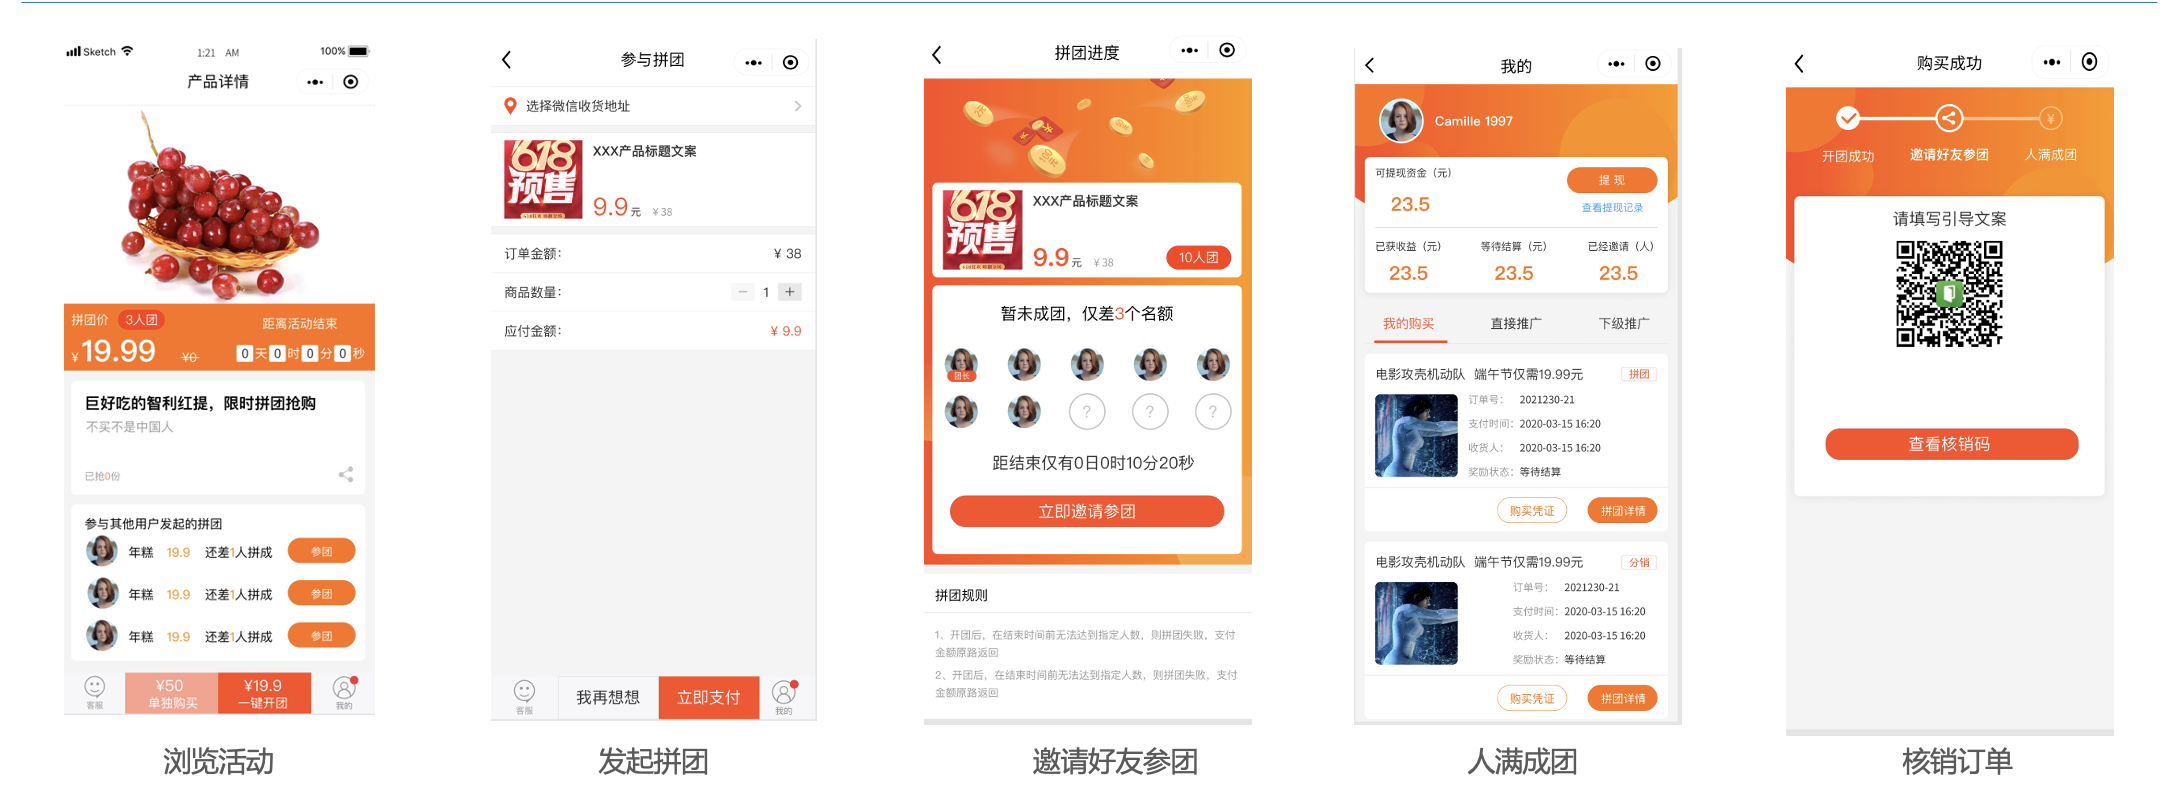 Sketch
1:21 AM
100%
产品详情
拼团价
3人团
距离活动结束
¥19.99
¥0
0天0时0分0秒
巨好吃的智利红提，限时拼团抢购
不买不是中国人
已抢0份
参与其他用户发起的拼团
年糕 19.9 还差1人拼成 参团
年糕 19.9 还差1人拼成 参团
年糕 19.9 还差1人拼成 参团
客服
¥50
单独购买
¥19.9
一键开团
我的
浏览活动
参与拼团
选择微信收货地址
618
预售
XXX产品标题文案
9.9元 ¥38
订单金额： ¥ 38
商品数量： － 1 ＋
应付金额： ¥ 9.9
客服
我再想想
立即支付
我的
发起拼团
拼团进度
618
预售
XXX产品标题文案
9.9元 ¥38
10人团
暂未成团，仅差3个名额
团长
?
?
?
距结束仅有0日0时10分20秒
立即邀请参团
拼团规则
1、开团后，在结束时间前无法达到指定人数，则拼团失败，支付
金额原路返回
2、开团后，在结束时间前无法达到指定人数，则拼团失败，支付
金额原路返回
邀请好友参团
我的
Camille 1997
可提现资金（元）
提 现
23.5
查看提现记录
已获收益（元） 等待结算（元） 已经邀请（人）
23.5 23.5 23.5
我的购买 直接推广 下级推广
电影攻壳机动队 端午节仅需19.99元 拼团
订单号： 2021230-21
支付时间：2020-03-15 16:20
收货人： 2020-03-15 16:20
奖励状态：等待结算
购买凭证 拼团详情
电影攻壳机动队 端午节仅需19.99元 分销
订单号： 2021230-21
支付时间：2020-03-15 16:20
收货人： 2020-03-15 16:20
奖励状态：等待结算
购买凭证 拼团详情
人满成团
购买成功
¥
开团成功 邀请好友参团 人满成团
请填写引导文案
查看核销码
核销订单